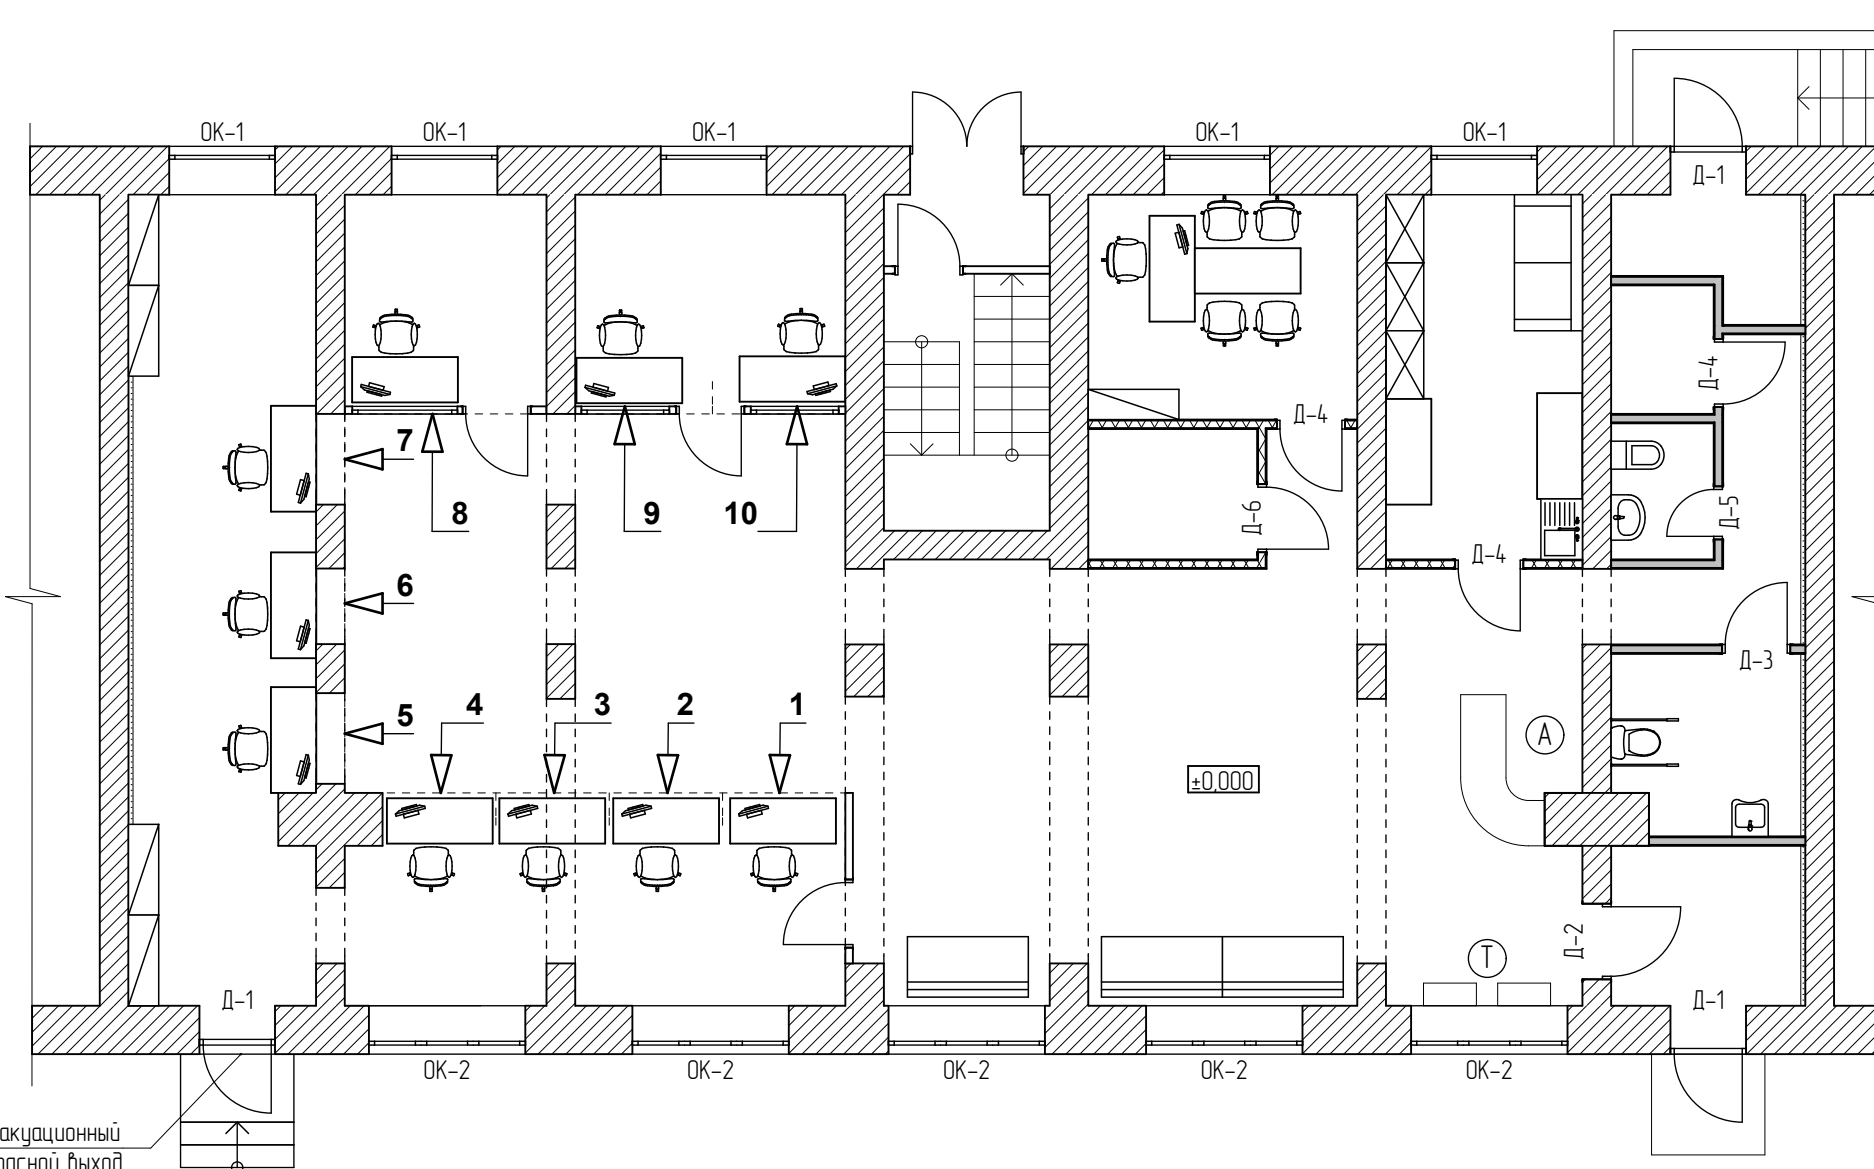 ОК-1 ОК-1 ОК-1 ОК-1 ОК-1
Д-1
Д-4
Д-4
7
8 9 10
Д-6
Д-5
Д-4
6
Д-3
4 3 2 1
5
А
±0,000
Д-2
Т
Д-1
Д-1
ОК-2 ОК-2 ОК-2 ОК-2 ОК-2
акуационный
выход